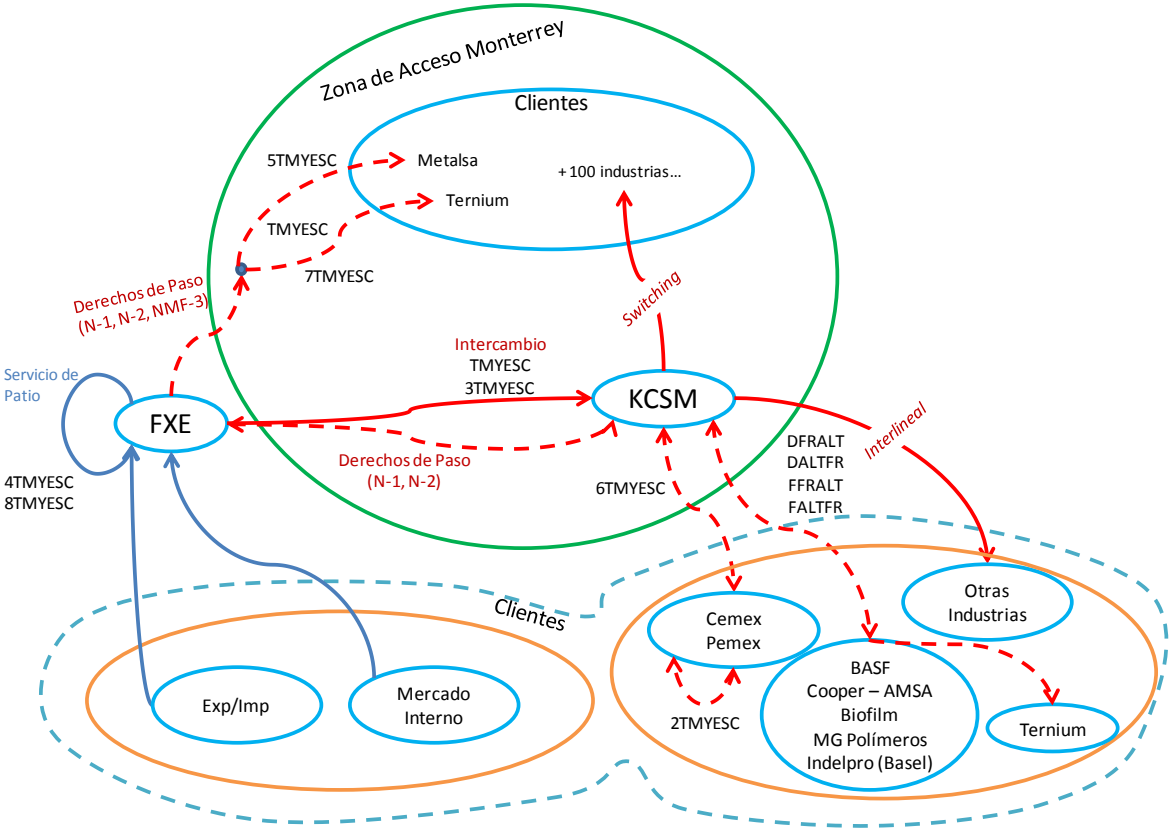 Zona de Acceso Monterrey
Clientes
5TMYESC
Metalsa
+100 industrias...
Ternium
TMYESC
7TMYESC
Derechos de Paso
(N-1, N-2, NMF-3)
Switching
Intercambio
TMYESC
3TMYESC
Servicio de
Patio
FXE
KCSM
Interlineal
Derechos de Paso
(N-1, N-2)
4TMYESC
8TMYESC
6TMYESC
DFRALT
DALTFR
FFRALT
FALTFR
Clientes
Otras
Industrias
Cemex
Pemex
Exp/Imp
Mercado
Interno
2TMYESC
BASF
Cooper – AMSA
Biofilm
MG Polímeros
Indelpro (Basel)
Ternium